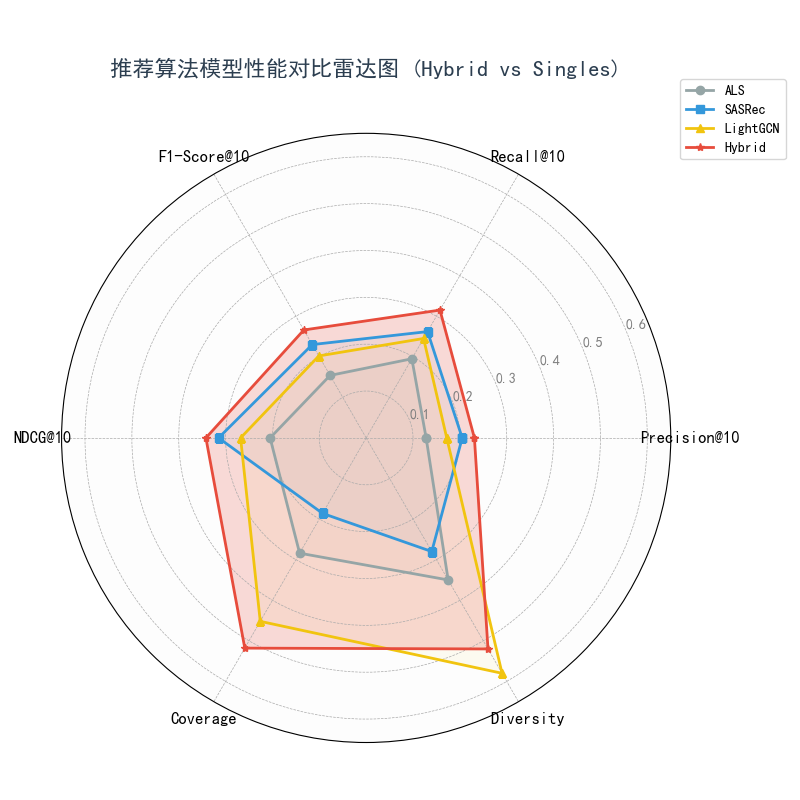 推荐算法模型性能对比雷达图 (Hybrid vs Singles)
ALS
SASRec
LightGCN
Hybrid
F1-Score@10
Recall@10
0.6
0.5
0.4
0.3
0.2
0.1
NDCG@10
Precision@10
Coverage
Diversity